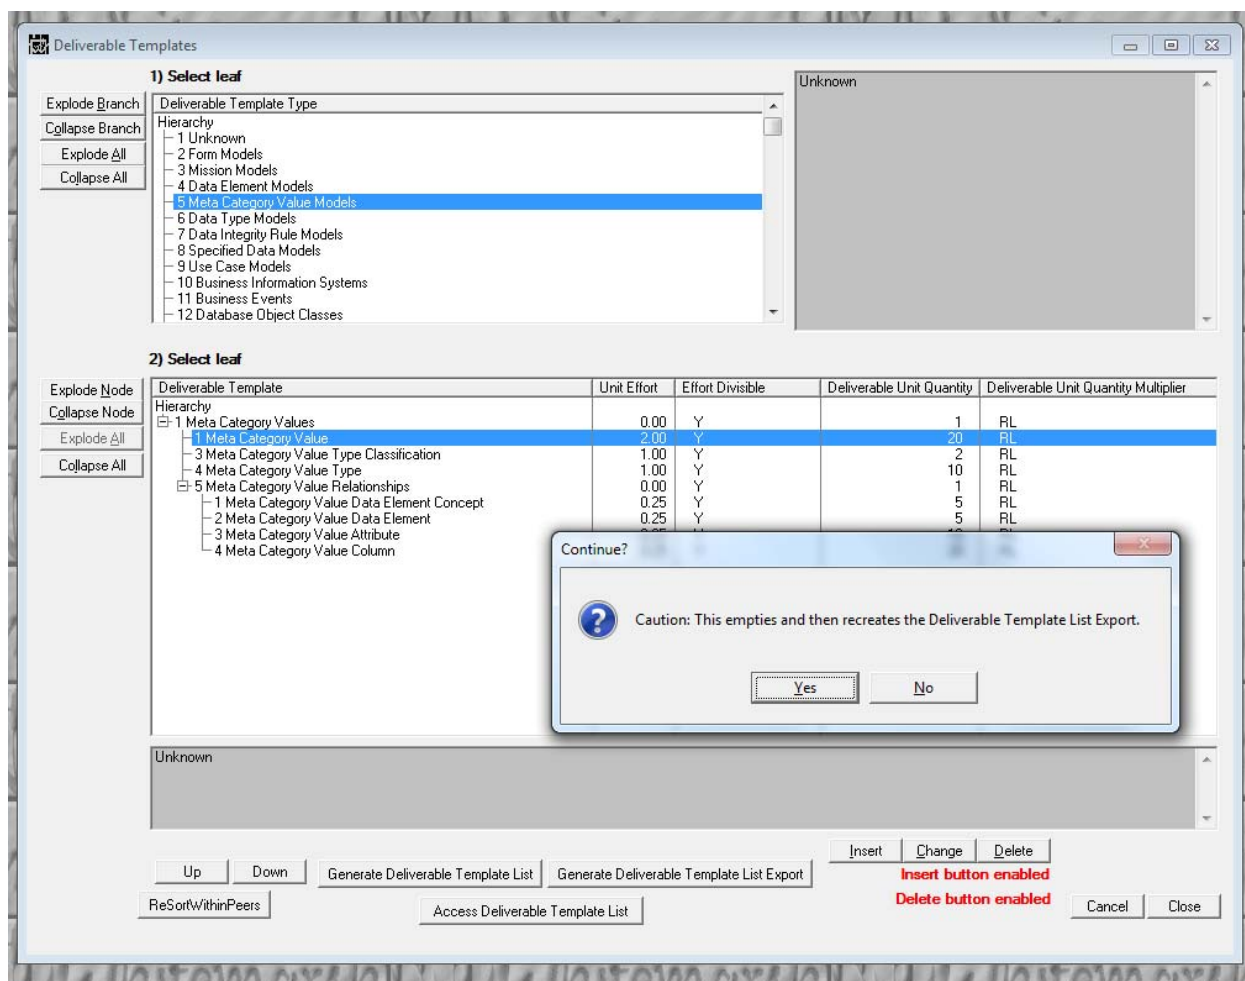 Deliverable Templates
1) Select leaf
Unknown
Explode Branch
Collapse Branch
Explode All
Collapse All
Deliverable Template Type
Hierarchy
1 Unknown
2 Form Models
3 Mission Models
4 Data Element Models
5 Meta Category Value Models
6 Data Type Models
7 Data Integrity Rule Models
8 Specified Data Models
9 Use Case Models
10 Business Information Systems
11 Business Events
12 Database Object Classes
2) Select leaf
Explode Node
Collapse Node
Explode All
Collapse All
Deliverable Template Unit Effort Effort Divisible Deliverable Unit Quantity Deliverable Unit Quantity Multiplier
Hierarchy
1 Meta Category Values 0.00 Y 1 RL
1 Meta Category Value 2.00 Y 20 RL
3 Meta Category Value Type Classification 1.00 Y 2 RL
4 Meta Category Value Type 1.00 Y 10 RL
5 Meta Category Value Relationships 0.00 Y 1 RL
1 Meta Category Value Data Element Concept 0.25 Y 5 RL
2 Meta Category Value Data Element 0.25 Y 5 RL
3 Meta Category Value Attribute
4 Meta Category Value Column
Continue?
Caution: This empties and then recreates the Deliverable Template List Export.
Yes No
Unknown
Insert Change Delete
Up Down Generate Deliverable Template List Generate Deliverable Template List Export
Insert button enabled
Delete button enabled
ReSortWithinPeers Access Deliverable Template List Cancel Close